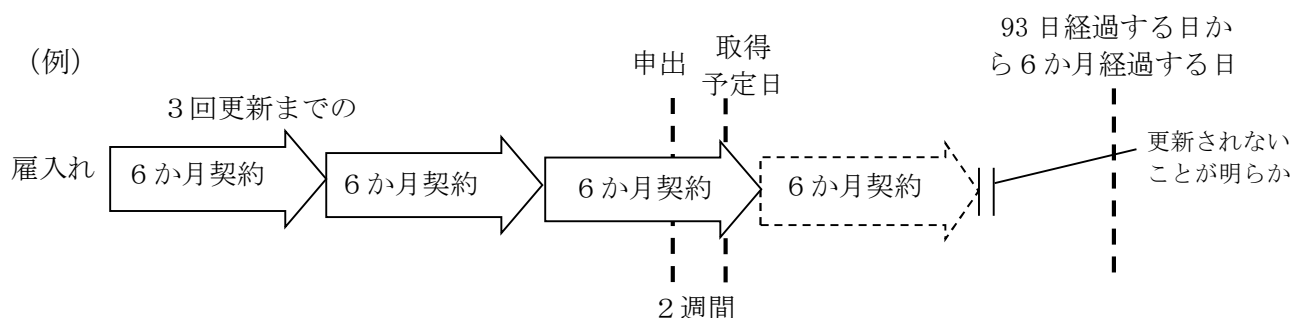 （例）
３回更新までの
雇入れ
６か月契約
６か月契約
６か月契約
６か月契約
申出
取得
予定日
２週間
93 日経過する日か
ら６か月経過する日
更新されない
ことが明らか